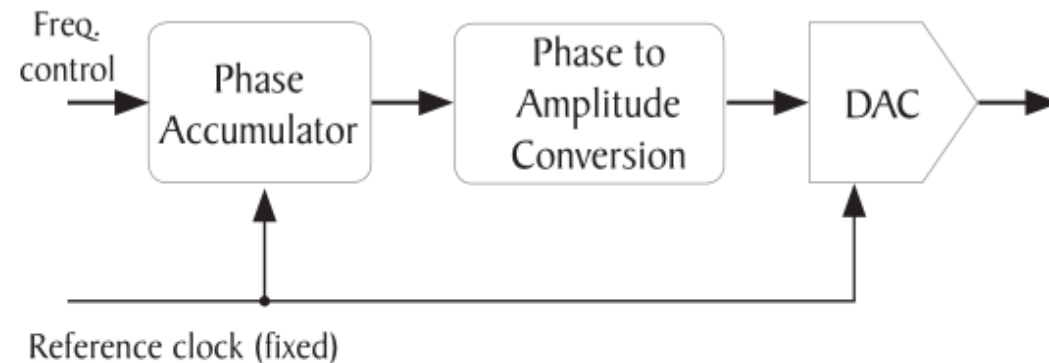 Freq.
control
Phase
Accumulator
Phase to
Amplitude
Conversion
DAC
Reference clock (fixed)